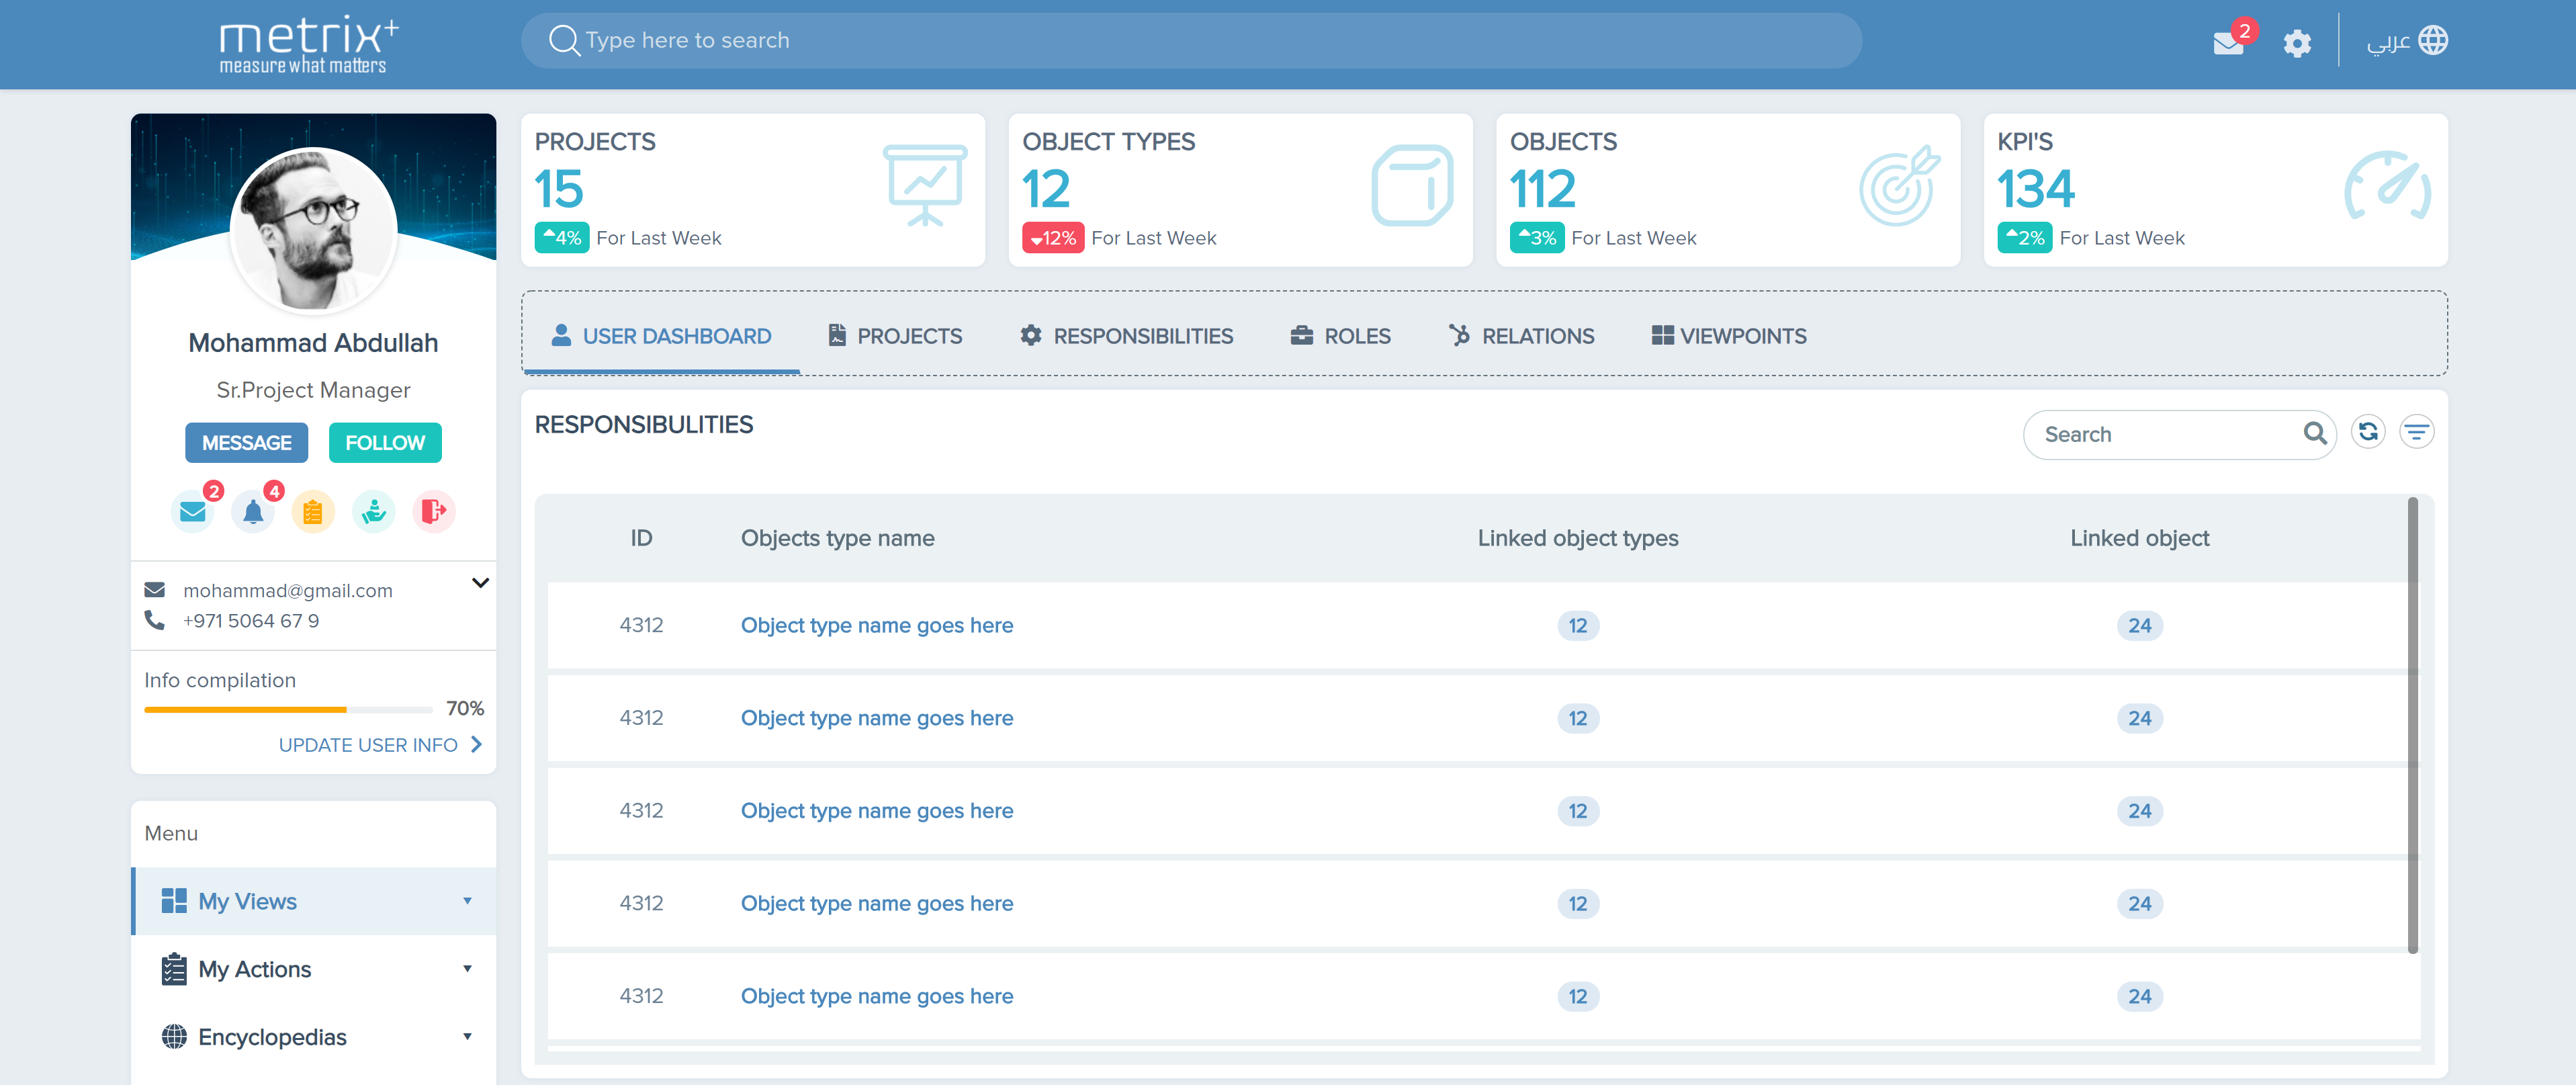 metrix+
measure what matters
Type here to search
2
عربي
Mohammad Abdullah
Sr.Project Manager
MESSAGE
FOLLOW
2
4
mohammad@gmail.com
+971 5064 67 9
Info compilation
70%
UPDATE USER INFO
Menu
My Views
My Actions
Encyclopedias
PROJECTS
15
4% For Last Week
OBJECT TYPES
12
12% For Last Week
OBJECTS
112
3% For Last Week
KPI'S
134
2% For Last Week
USER DASHBOARD PROJECTS RESPONSIBILITIES ROLES RELATIONS VIEWPOINTS
RESPONSIBULITIES
Search
ID Objects type name Linked object types Linked object
4312 Object type name goes here 12 24
4312 Object type name goes here 12 24
4312 Object type name goes here 12 24
4312 Object type name goes here 12 24
4312 Object type name goes here 12 24